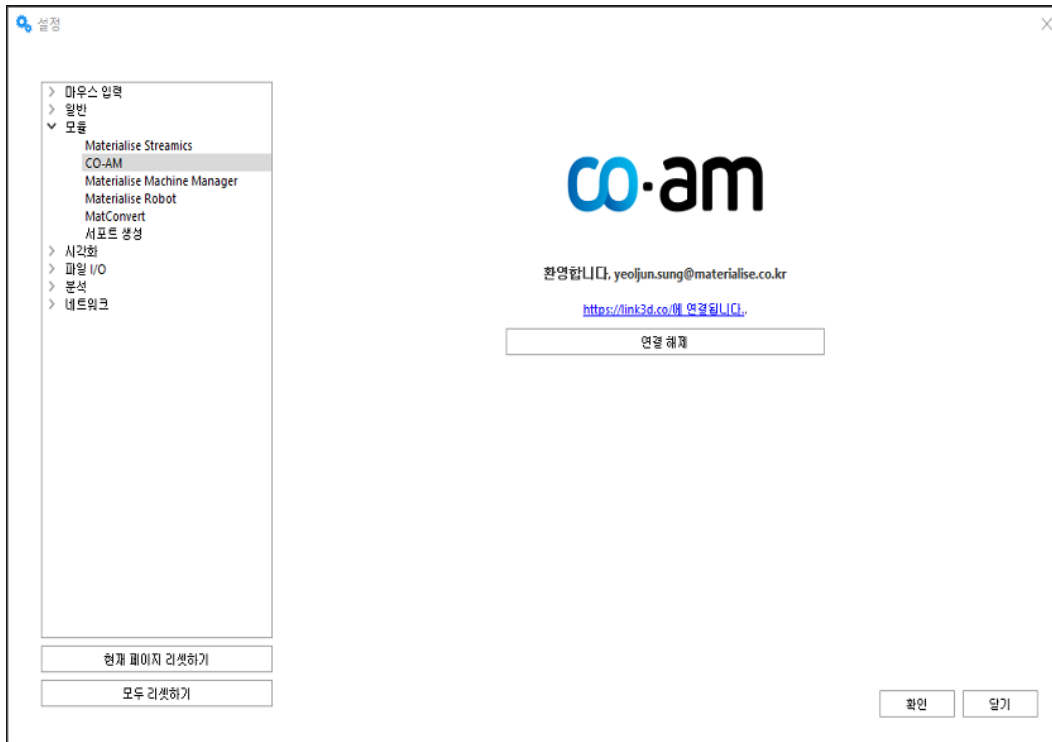 설정
마우스 입력
일반
모듈
Materialise Streamics
CO-AM
Materialise Machine Manager
Materialise Robot
MatConvert
서포트 생성
시각화
파일 I/O
분석
네트워크
현재 페이지 리셋하기
모두 리셋하기
co·am
환영합니다, yeoljun.sung@materialise.co.kr
https://link3d.co/에 연결됩니다..
연결 해제
확인
닫기